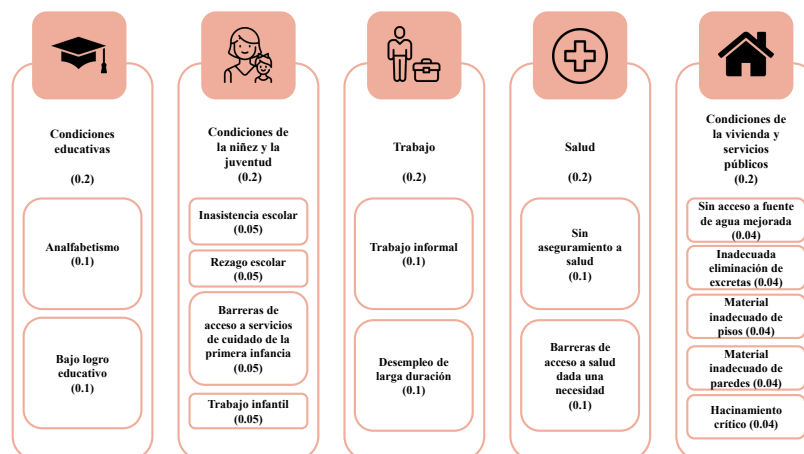 Condiciones
educativas
(0.2)
Analfabetismo
(0.1)
Bajo logro
educativo
(0.1)
Condiciones de
la niñez y la
juventud
(0.2)
Inasistencia escolar
(0.05)
Rezago escolar
(0.05)
Barreras de
acceso a servicios
de cuidado de la
primera infancia
(0.05)
Trabajo infantil
(0.05)
Trabajo
(0.2)
Trabajo informal
(0.1)
Desempleo de
larga duración
(0.1)
Salud
(0.2)
Sin
aseguramiento a
salud
(0.1)
Barreras de
acceso a salud
dada una
necesidad
(0.1)
Condiciones de
la vivienda y
servicios
públicos
(0.2)
Sin acceso a fuente
de agua mejorada
(0.04)
Inadecuada
eliminación de
excretas (0.04)
Material
inadecuado de
pisos (0.04)
Material
inadecuado de
paredes (0.04)
Hacinamiento
crítico (0.04)